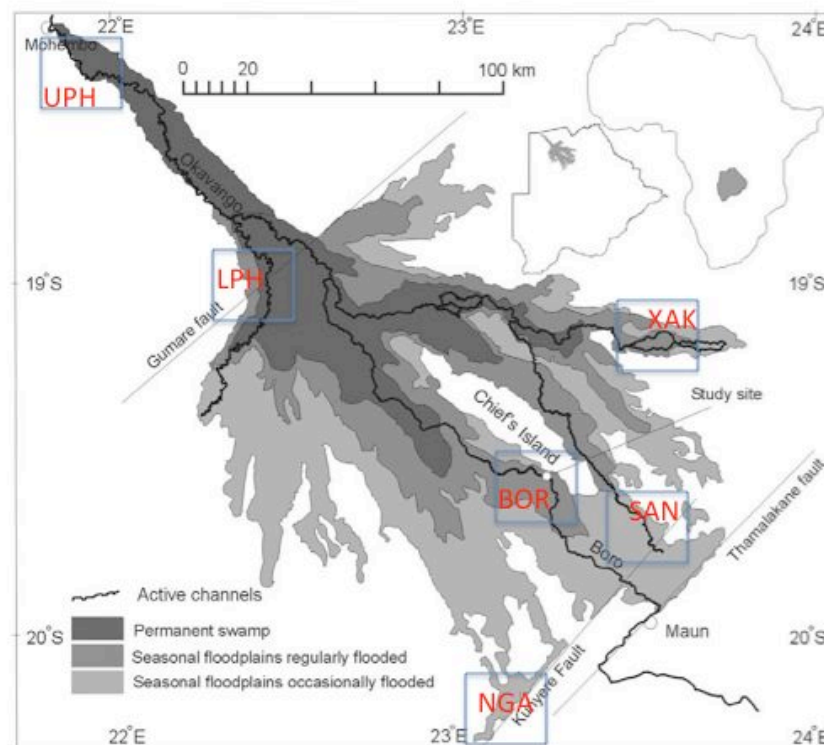 22°E
23°E
24°E
Mohembo
0 20 100 km
UPH
Okavango
19°S
19°S
LPH
XAK
Gumare fault
Study site
Chief's Island
BOR
SAN
Thamalakane fault
Boro
Active channels
Permanent swamp
Maun
20°S
20°S
Seasonal floodplains regularly flooded
Seasonal floodplains occasionally flooded
NGA
Kunyere Fault
22°E
23°E
24°E